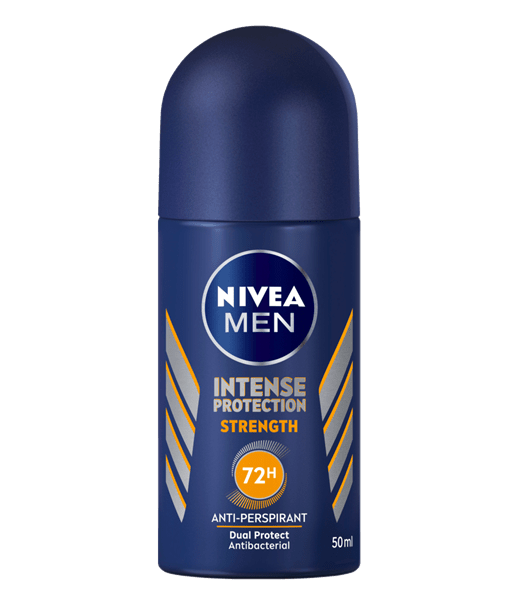 NIVEA
MEN
INTENSE
PROTECTION
STRENGTH
72H
ANTI-PERSPIRANT
Dual Protect
Antibacterial
50ml